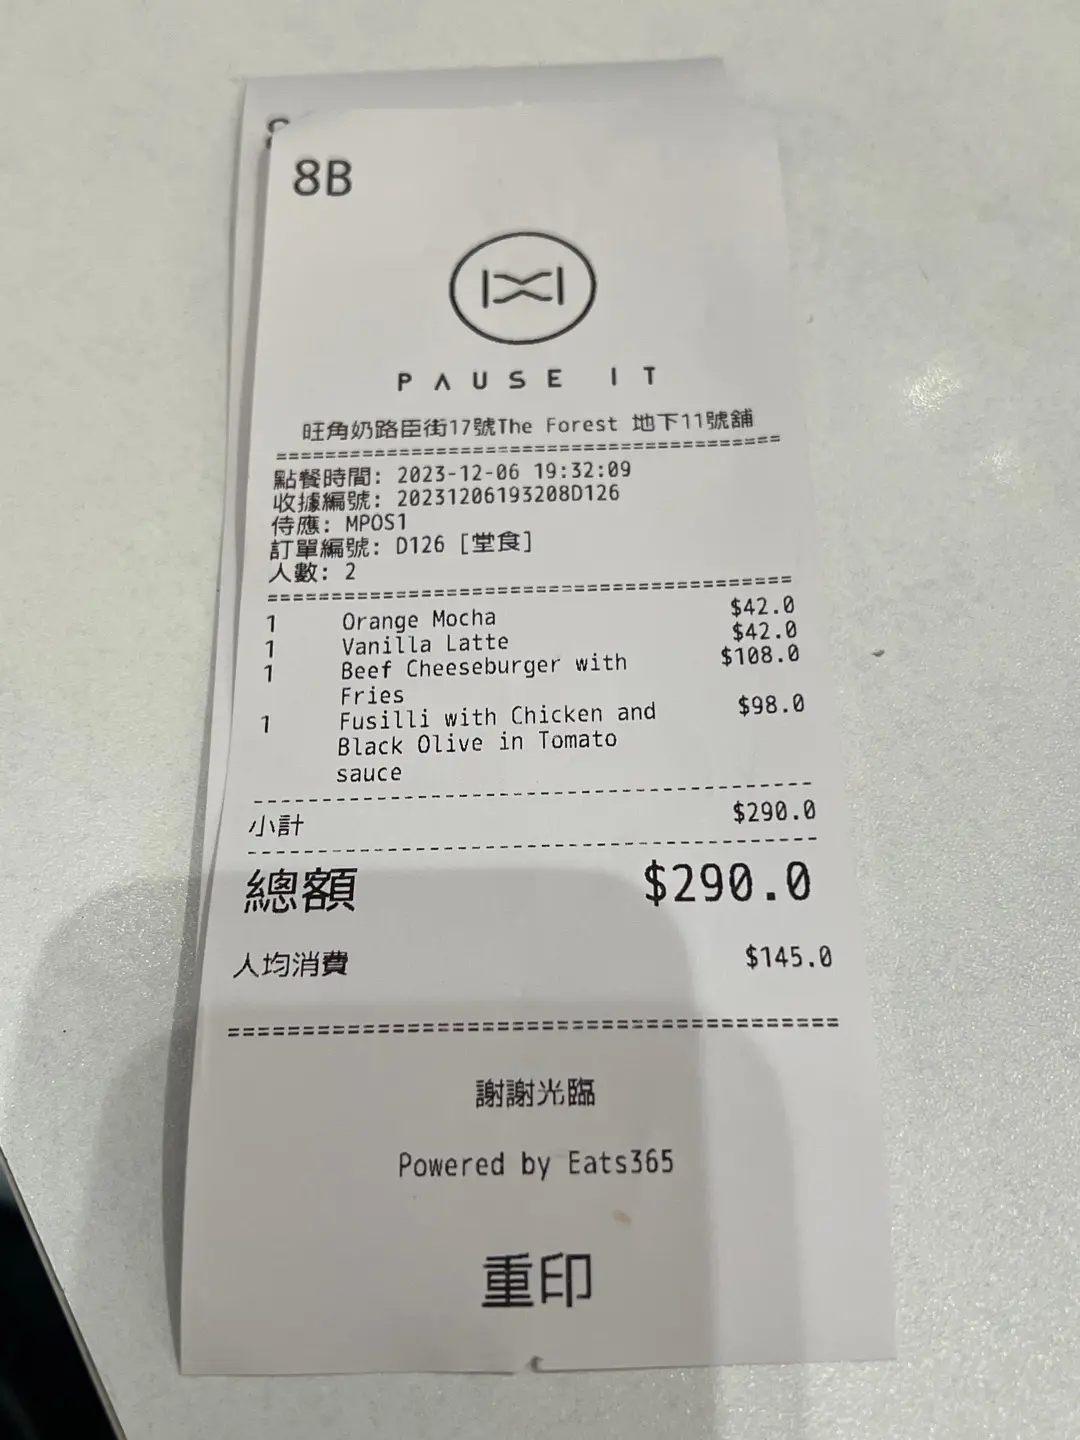 8B
PAUSE IT
旺角奶路臣街17號The Forest 地下11號舖
========================================
點餐時間: 2023-12-06 19:32:09
收據編號: 20231206193208D126
侍應: MPOS1
訂單編號: D126 [堂食]
人數: 2
========================================
1 Orange Mocha $42.0
1 Vanilla Latte $42.0
1 Beef Cheeseburger with $108.0
Fries
1 Fusilli with Chicken and $98.0
Black Olive in Tomato
sauce
----------------------------------------
小計 $290.0
----------------------------------------
總額 $290.0
人均消費 $145.0
========================================
謝謝光臨
Powered by Eats365
重印